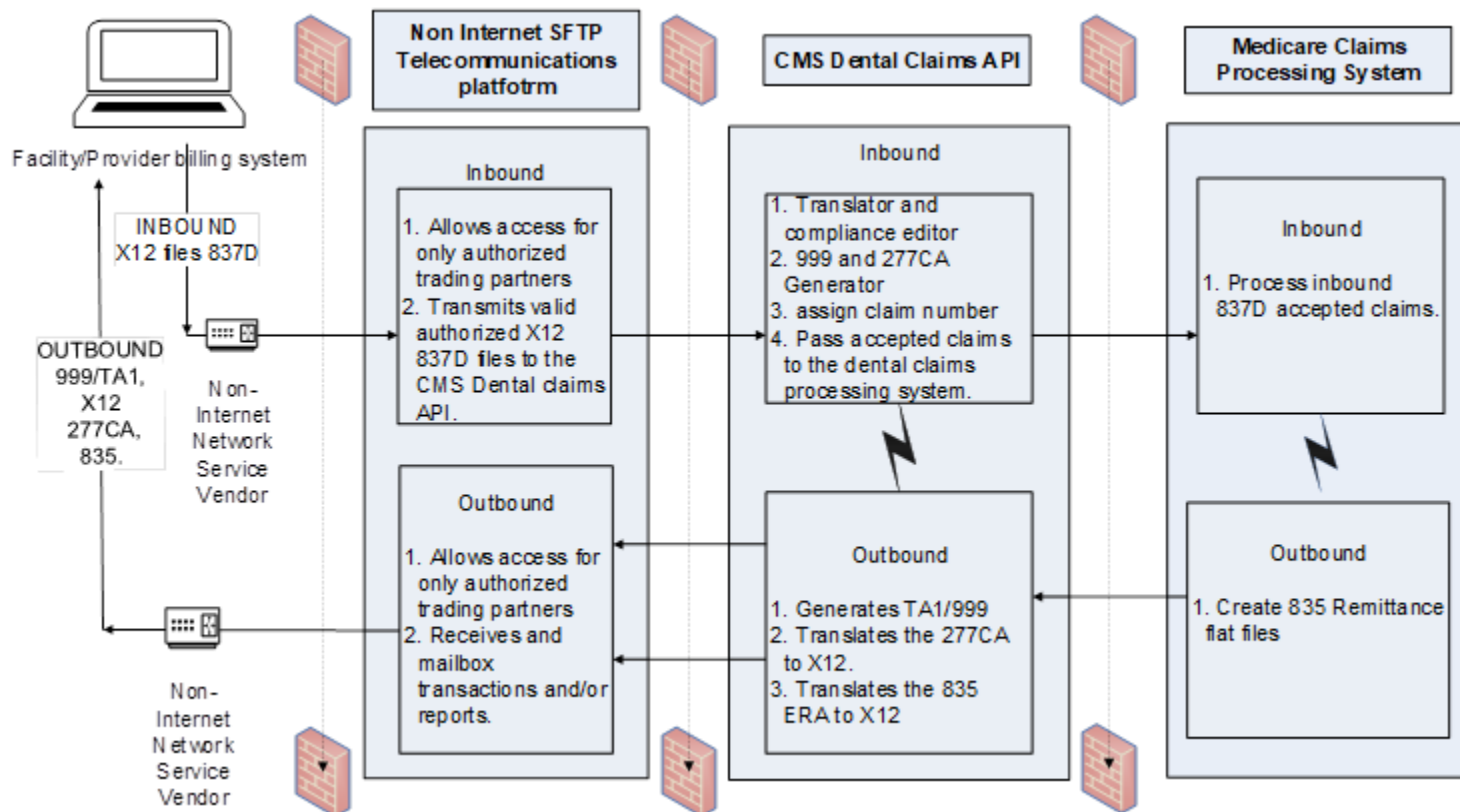 Non Internet SFTP
Telecommunications
platfotrm
CMS Dental Claims API
Medicare Claims
Processing System
Facility/Provider billing system
INBOUND
X12 files 837D
OUTBOUND
999/TA1,
X12
277CA,
835.
Non-
Internet
Network
Service
Vendor
Non-
Internet
Network
Service
Vendor
Inbound
1. Allows access for
only authorized
trading partners
2. Transmits valid
authorized X12
837D files to the
CMS Dental claims
API.
Outbound
1. Allows access for
only authorized
trading partners
2. Receives and
mailbox
transactions and/or
reports.
Inbound
1. Translator and
compliance editor
2. 999 and 277CA
Generator
3. assign claim number
4. Pass accepted claims
to the dental claims
processing system.
Outbound
1. Generates TA1/999
2. Translates the 277CA
to X12.
3. Translates the 835
ERA to X12
Inbound
1. Process inbound
837D accepted claims.
Outbound
1. Create 835 Remittance
flat files